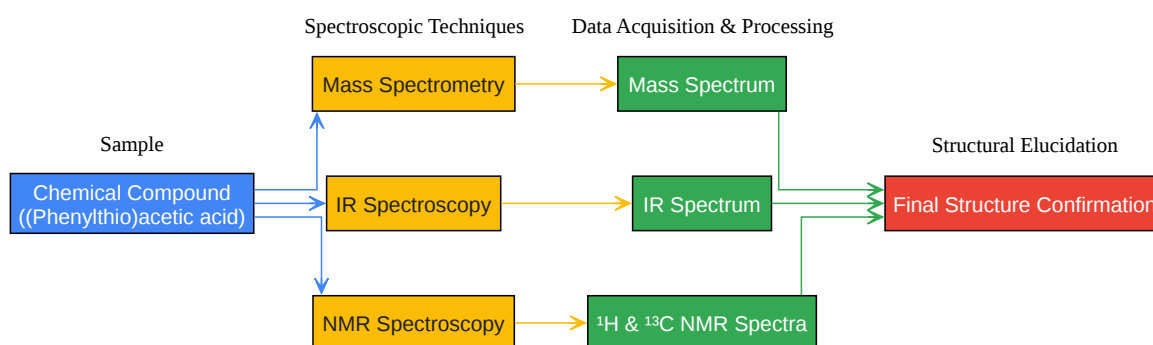 Spectroscopic Techniques
Data Acquisition & Processing
Mass Spectrometry
Mass Spectrum
Sample
Structural Elucidation
Chemical Compound
((Phenylthio)acetic acid)
IR Spectroscopy
IR Spectrum
Final Structure Confirmation
NMR Spectroscopy
¹H & ¹³C NMR Spectra